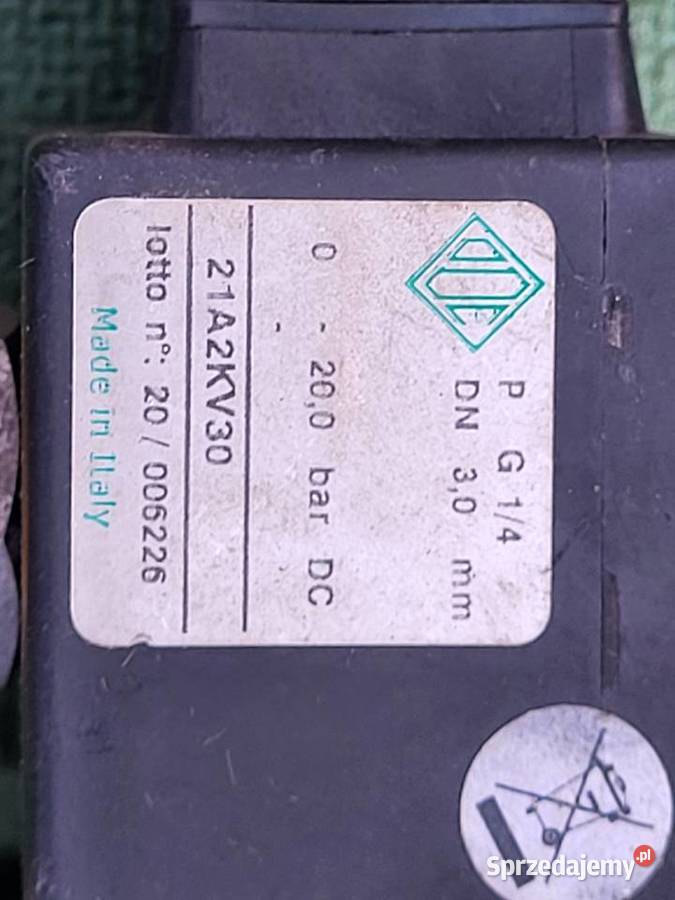 ODE
P G 1/4
DN 3,0 mm
0 - 20,0 bar DC
-
21A2KV30
lotto n°: 20 / 006226
Made in Italy
Sprzedajemy.pl